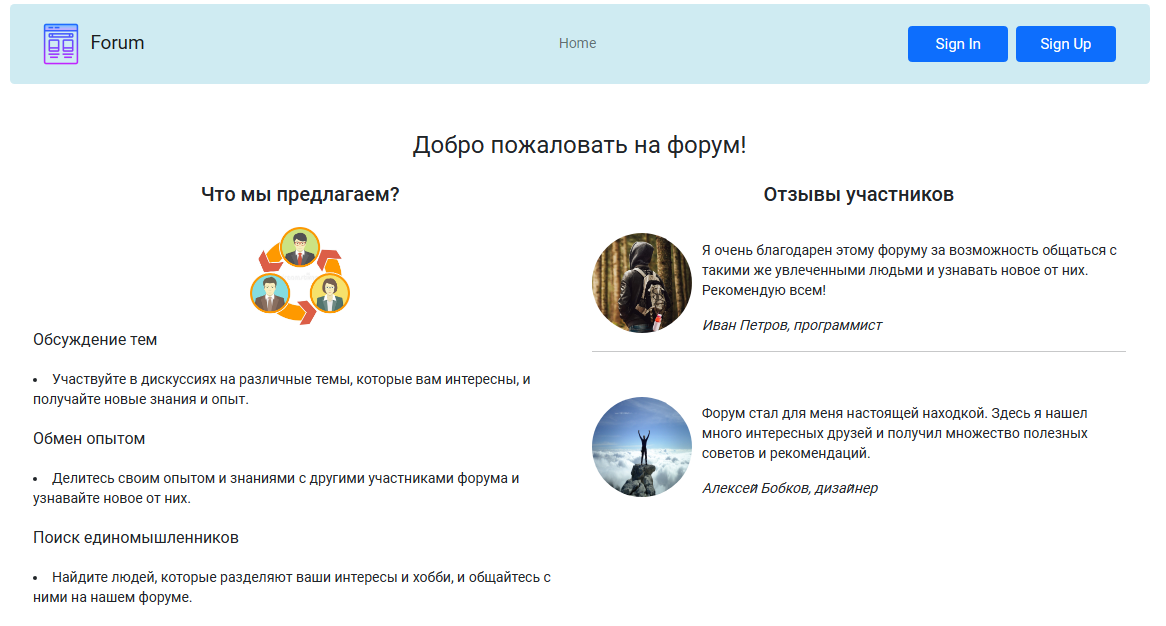 Forum
Home
Sign In
Sign Up
Добро пожаловать на форум!
Что мы предлагаем?
Обсуждение тем
• Участвуйте в дискуссиях на различные темы, которые вам интересны, и
получайте новые знания и опыт.
Обмен опытом
• Делитесь своим опытом и знаниями с другими участниками форума и
узнавайте новое от них.
Поиск единомышленников
• Найдите людей, которые разделяют ваши интересы и хобби, и общайтесь с
ними на нашем форуме.
Отзывы участников
Я очень благодарен этому форуму за возможность общаться с
такими же увлеченными людьми и узнавать новое от них.
Рекомендую всем!
Иван Петров, программист
Форум стал для меня настоящей находкой. Здесь я нашел
много интересных друзей и получил множество полезных
советов и рекомендаций.
Алексей Бобков, дизайнер